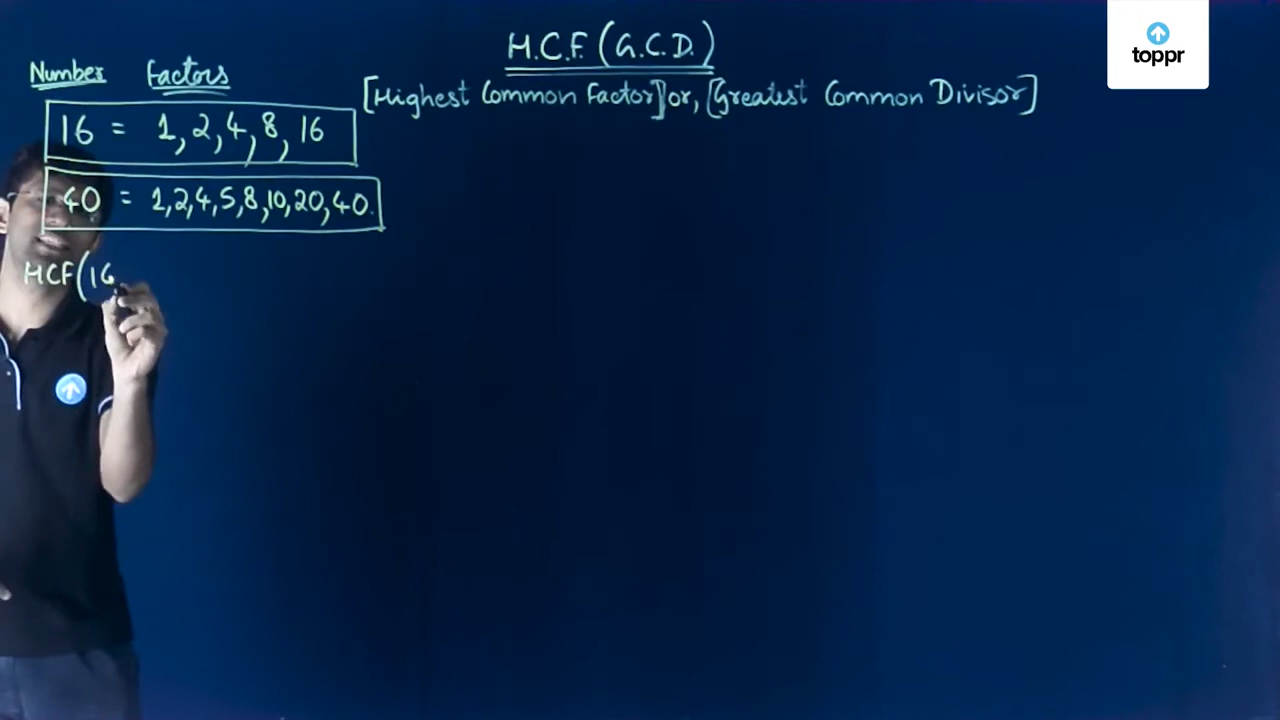 H.C.F. (G.C.D.)
toppr
Number Factors
[Highest Common Factor] or, [Greatest Common Divisor]
16 = 1, 2, 4, 8, 16
40 = 1,2,4,5,8,10,20,40.
HCF(16,